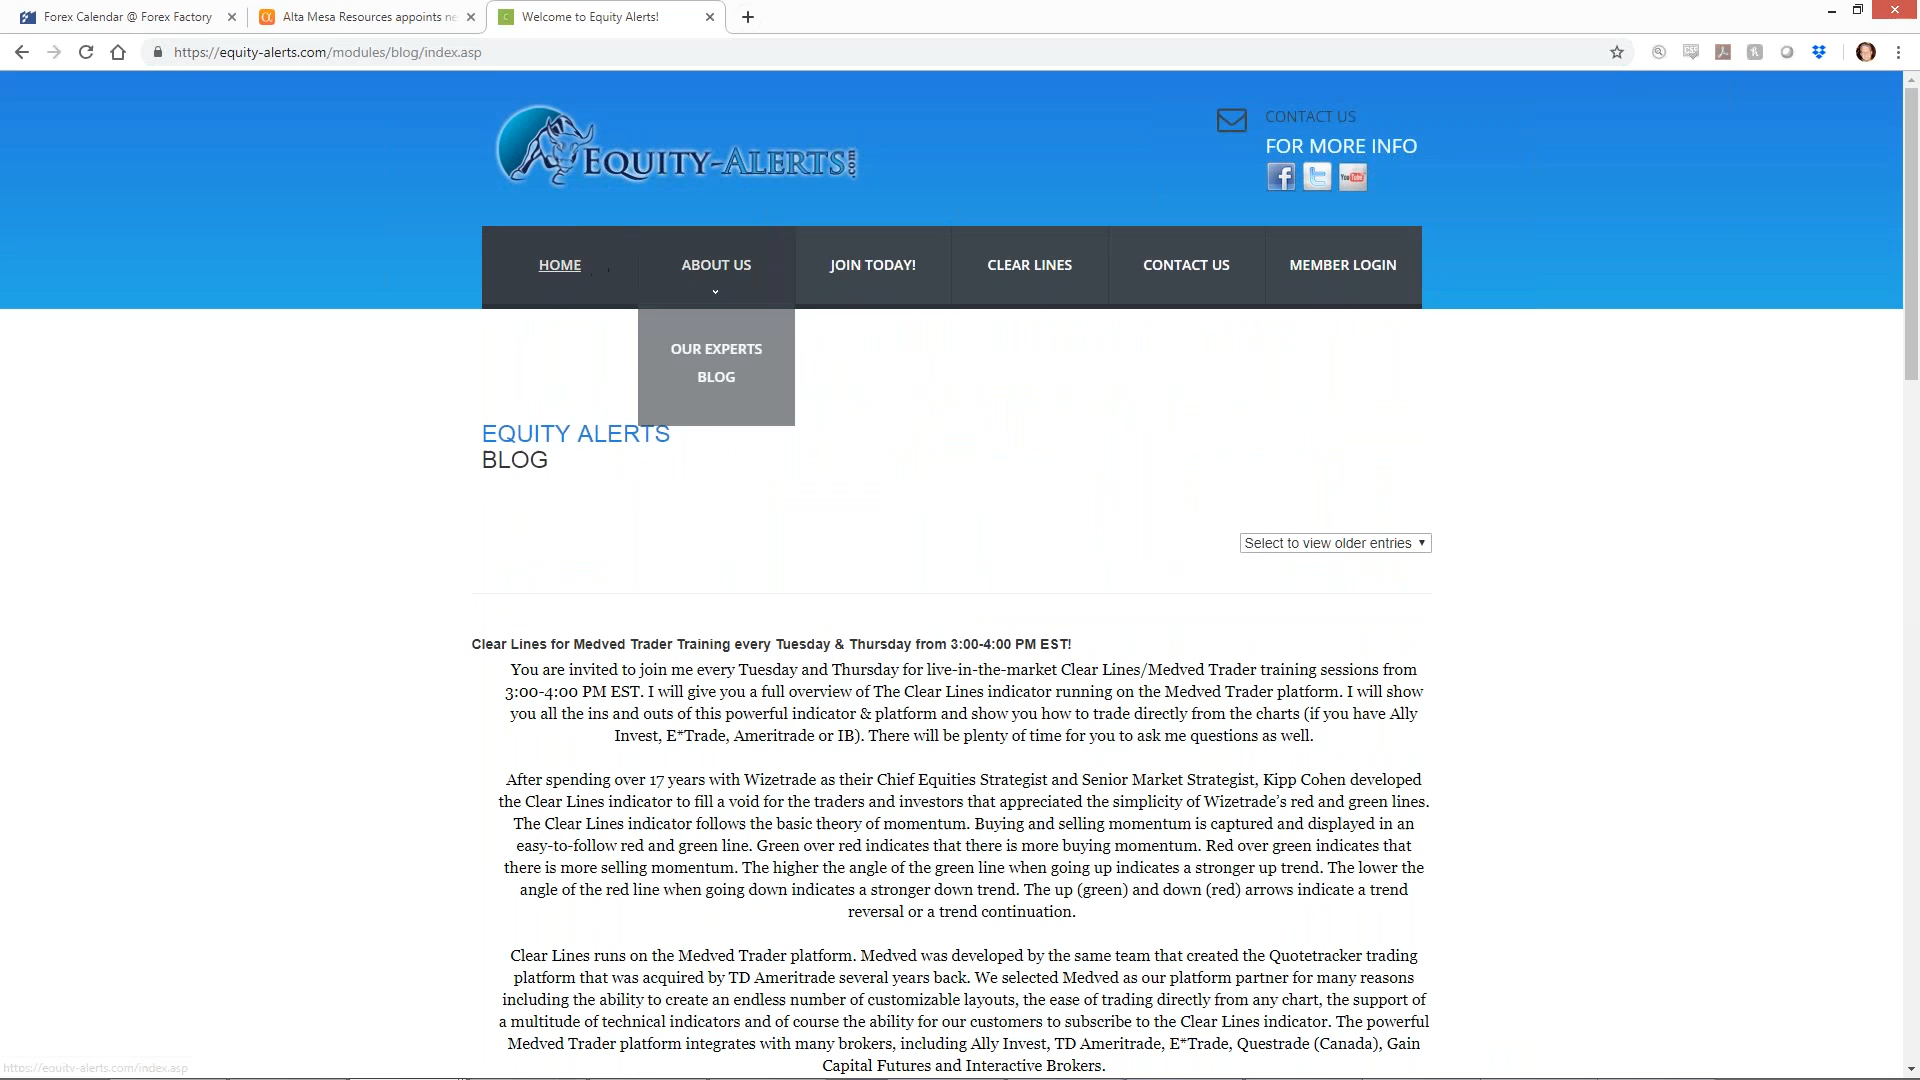 Forex Calendar @ Forex Factory
Alta Mesa Resources appoints ne
Welcome to Equity Alerts!
https://equity-alerts.com/modules/blog/index.asp
EQUITY-ALERTS.com
CONTACT US
FOR MORE INFO
You Tube
HOME
ABOUT US
JOIN TODAY!
CLEAR LINES
CONTACT US
MEMBER LOGIN
OUR EXPERTS
BLOG
EQUITY ALERTS
BLOG
Select to view older entries
Clear Lines for Medved Trader Training every Tuesday & Thursday from 3:00-4:00 PM EST!
You are invited to join me every Tuesday and Thursday for live-in-the-market Clear Lines/Medved Trader training sessions from
3:00-4:00 PM EST. I will give you a full overview of The Clear Lines indicator running on the Medved Trader platform. I will show
you all the ins and outs of this powerful indicator & platform and show you how to trade directly from the charts (if you have Ally
Invest, E*Trade, Ameritrade or IB). There will be plenty of time for you to ask me questions as well.
After spending over 17 years with Wizetrade as their Chief Equities Strategist and Senior Market Strategist, Kipp Cohen developed
the Clear Lines indicator to fill a void for the traders and investors that appreciated the simplicity of Wizetrade's red and green lines.
The Clear Lines indicator follows the basic theory of momentum. Buying and selling momentum is captured and displayed in an
easy-to-follow red and green line. Green over red indicates that there is more buying momentum. Red over green indicates that
there is more selling momentum. The higher the angle of the green line when going up indicates a stronger up trend. The lower the
angle of the red line when going down indicates a stronger down trend. The up (green) and down (red) arrows indicate a trend
reversal or a trend continuation.
Clear Lines runs on the Medved Trader platform. Medved was developed by the same team that created the Quotetracker trading
platform that was acquired by TD Ameritrade several years back. We selected Medved as our platform partner for many reasons
including the ability to create an endless number of customizable layouts, the ease of trading directly from any chart, the support of
a multitude of technical indicators and of course the ability for our customers to subscribe to the Clear Lines indicator. The powerful
Medved Trader platform integrates with many brokers, including Ally Invest, TD Ameritrade, E*Trade, Questrade (Canada), Gain
Capital Futures and Interactive Brokers.
https://equity-alerts.com/index.asp